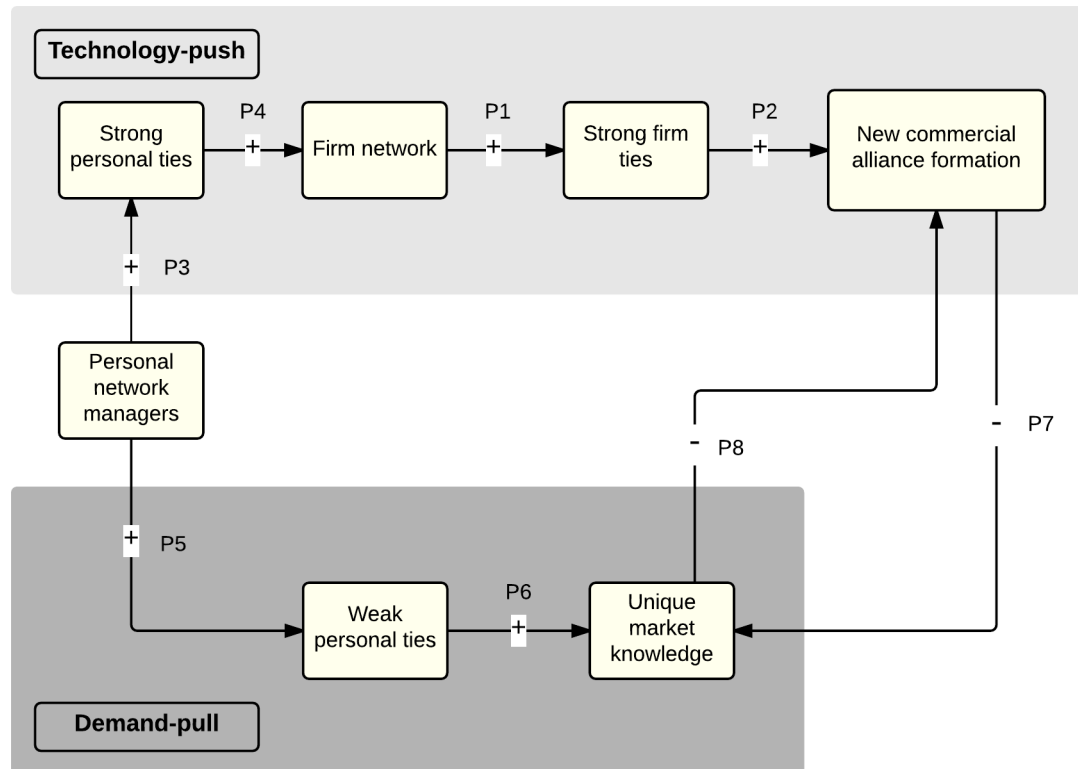 Technology-push
P4
P1
P2
Strong
personal ties
+
Firm network
+
Strong firm
ties
+
New commercial
alliance formation
+
P3
Personal
network
managers
-
P7
-
P8
+
P5
P6
Weak
personal ties
+
Unique
market
knowledge
Demand-pull